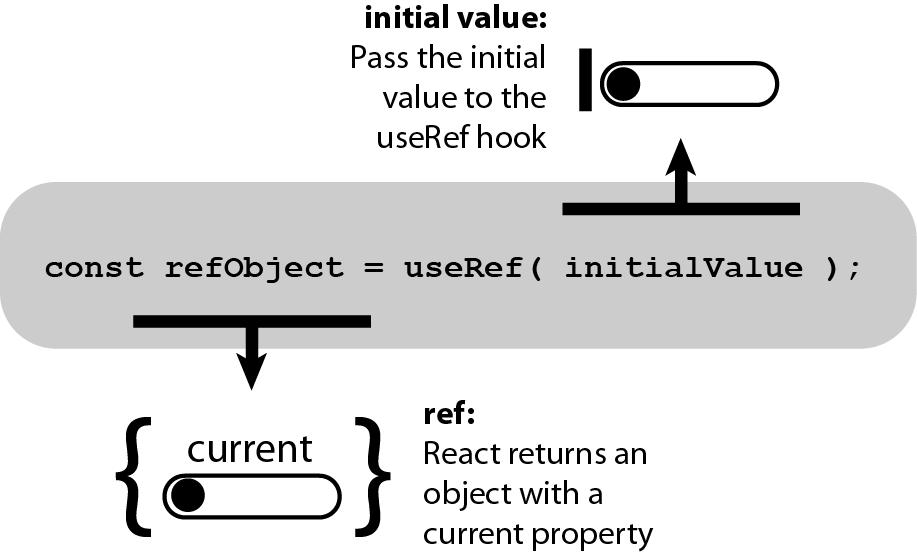 initial value:
Pass the initial
value to the
useRef hook
const refObject = useRef( initialValue );
{ current }
ref:
React returns an
object with a
current property